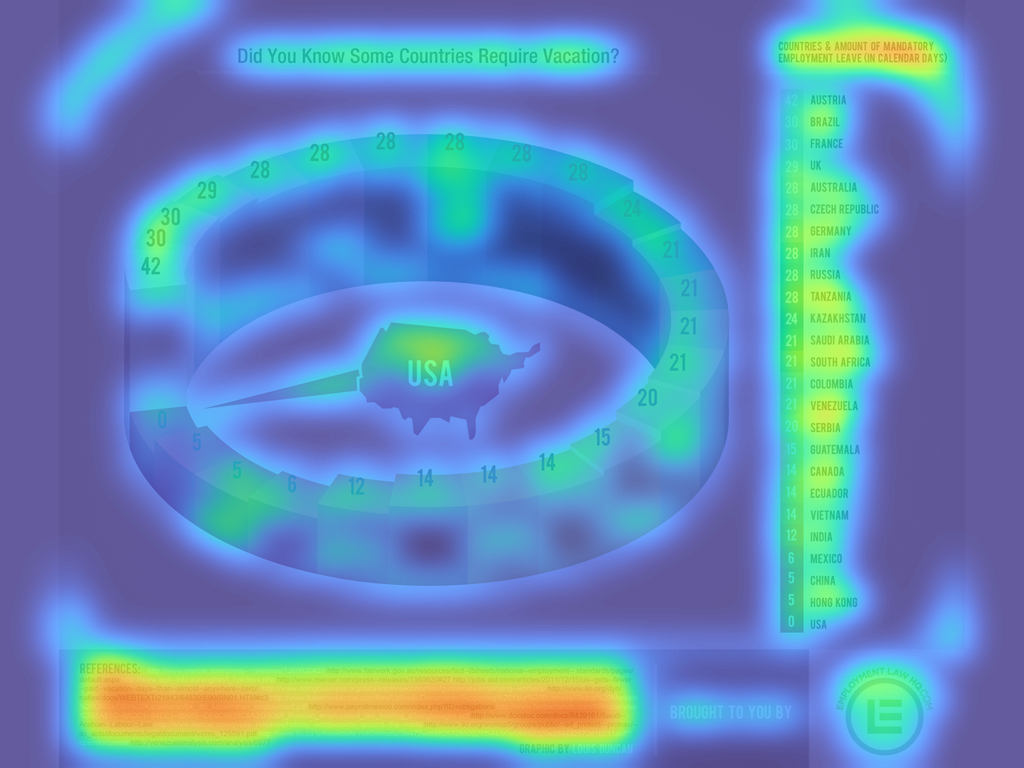 Did You Know Some Countries Require Vacation?
COUNTRIES & AMOUNT OF MANDATORY
EMPLOYMENT LEAVE (IN CALENDAR DAYS)
42 AUSTRIA
30 BRAZIL
30 FRANCE
29 UK
28 AUSTRALIA
28 CZECH REPUBLIC
28 GERMANY
28 IRAN
28 RUSSIA
28 TANZANIA
24 KAZAKHSTAN
21 SAUDI ARABIA
21 SOUTH AFRICA
21 COLOMBIA
21 VENEZUELA
20 SERBIA
15 GUATEMALA
14 CANADA
14 ECUADOR
14 VIETNAM
12 INDIA
6 MEXICO
5 CHINA
5 HONG KONG
0 USA
42
30
30
29
28
28
28
28
28
28
24
21
21
21
21
20
15
14
14
14
12
6
5
5
0
USA
REFERENCES:
GRAPHIC BY LOUIS DUNCAN
BROUGHT TO YOU BY
EMPLOYMENT LAW HQ.COM